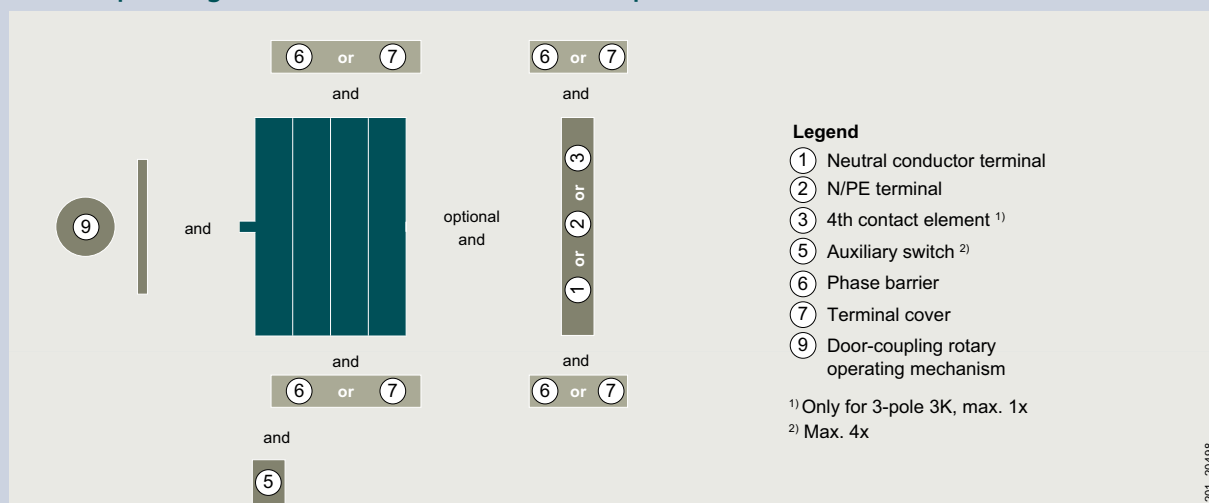 6 or 7
6 or 7
and
and
9
and
optional
and
3
or
2
or
1
and
and
6 or 7
6 or 7
and
5
Legend
1 Neutral conductor terminal
2 N/PE terminal
3 4th contact element 1)
5 Auxiliary switch 2)
6 Phase barrier
7 Terminal cover
9 Door-coupling rotary
operating mechanism
1) Only for 3-pole 3K, max. 1x
2) Max. 4x